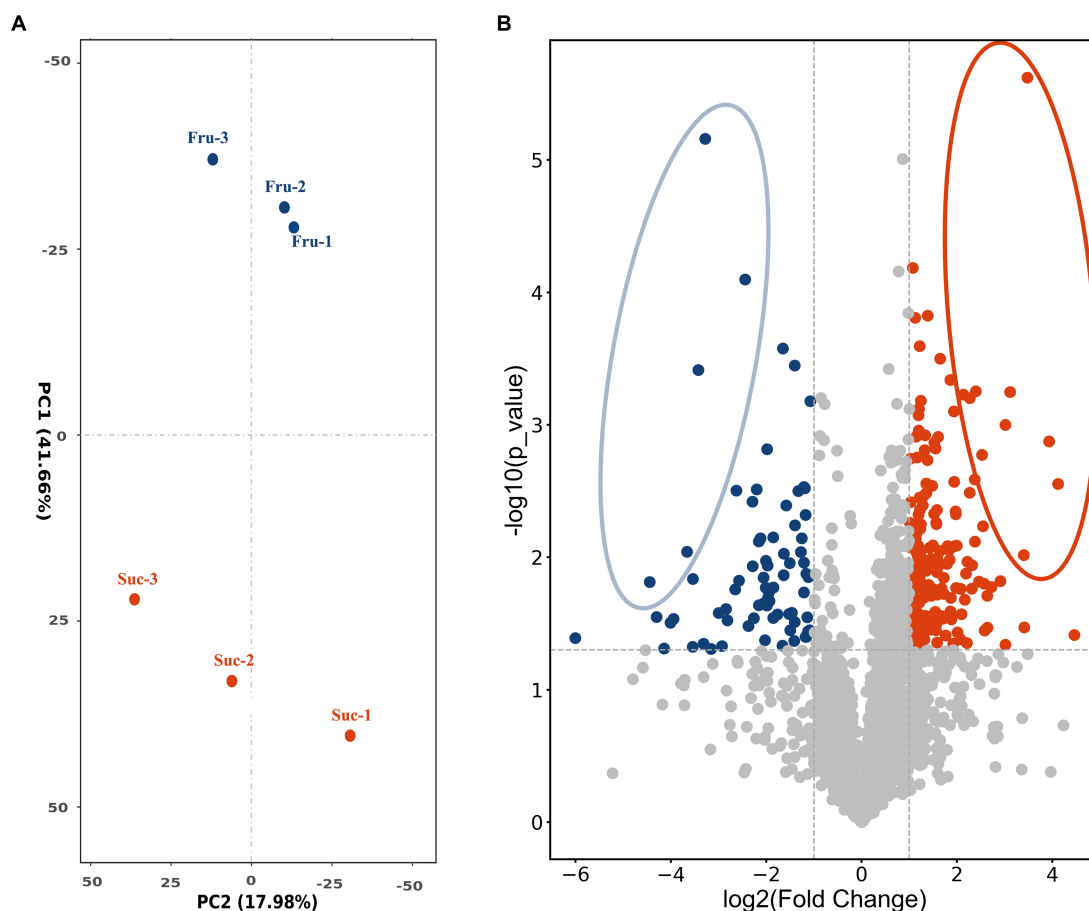 A
B
-50
-25
0
25
50
PC1 (41.66%)
Fru-3
Fru-2
Fru-1
Suc-3
Suc-2
Suc-1
50
25
0
-25
-50
PC2 (17.98%)
5
4
3
2
1
0
-log10(p_value)
−6
−4
−2
0
2
4
log2(Fold Change)